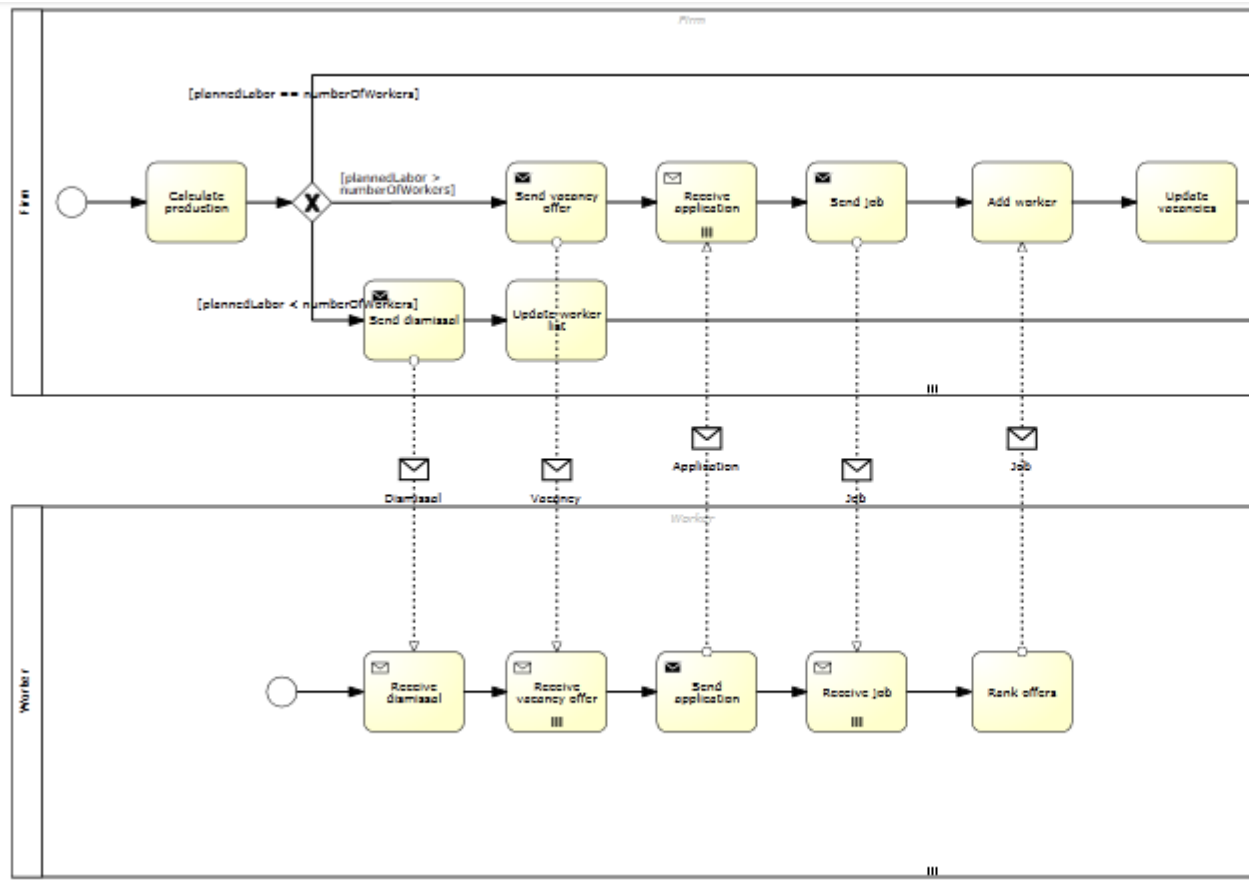 Firm
[plannedLabor == numberOfWorkers]
[plannedLabor >
numberOfWorkers]
Firm
Calculate
production
Send vacancy
offer
Receive
application
Send job
Add worker
Update
vacancies
[plannedLabor < numberOfWorkers]
Send dismissal
Update worker
list
Dismissal
Vacancy
Application
Job
Job
Worker
Worker
Receive
dismissal
Receive
vacancy offer
Send
application
Receive job
Rank offers